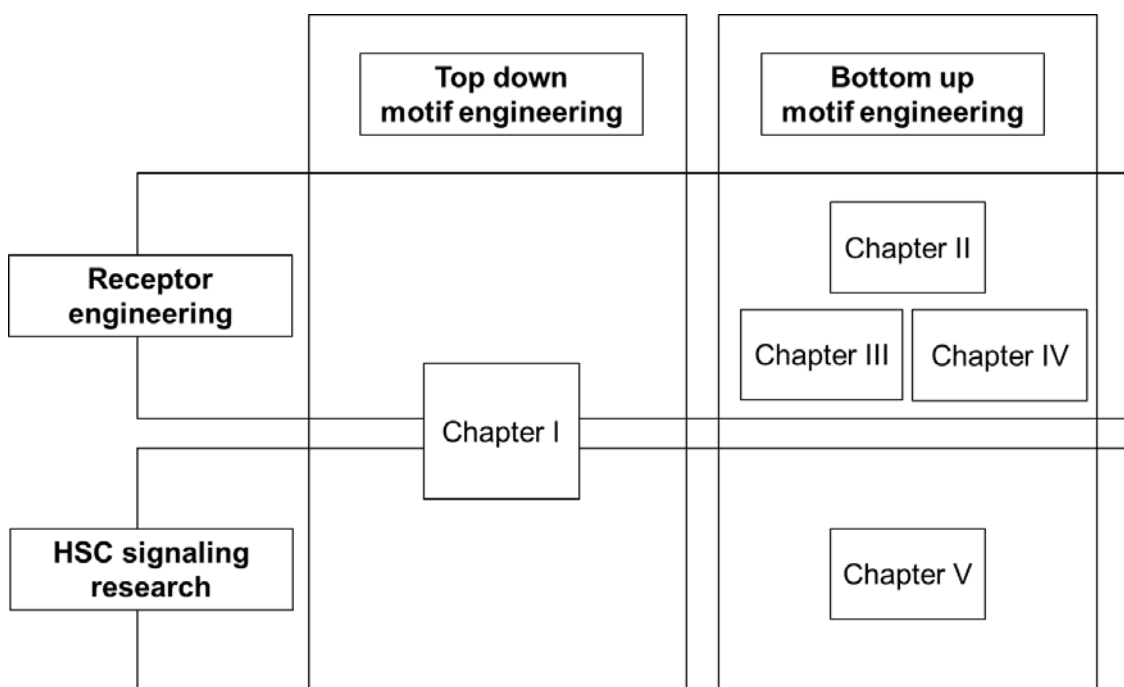 Top down
motif engineering
Bottom up
motif engineering
Receptor
engineering
Chapter II
Chapter III
Chapter IV
Chapter I
HSC signaling
research
Chapter V